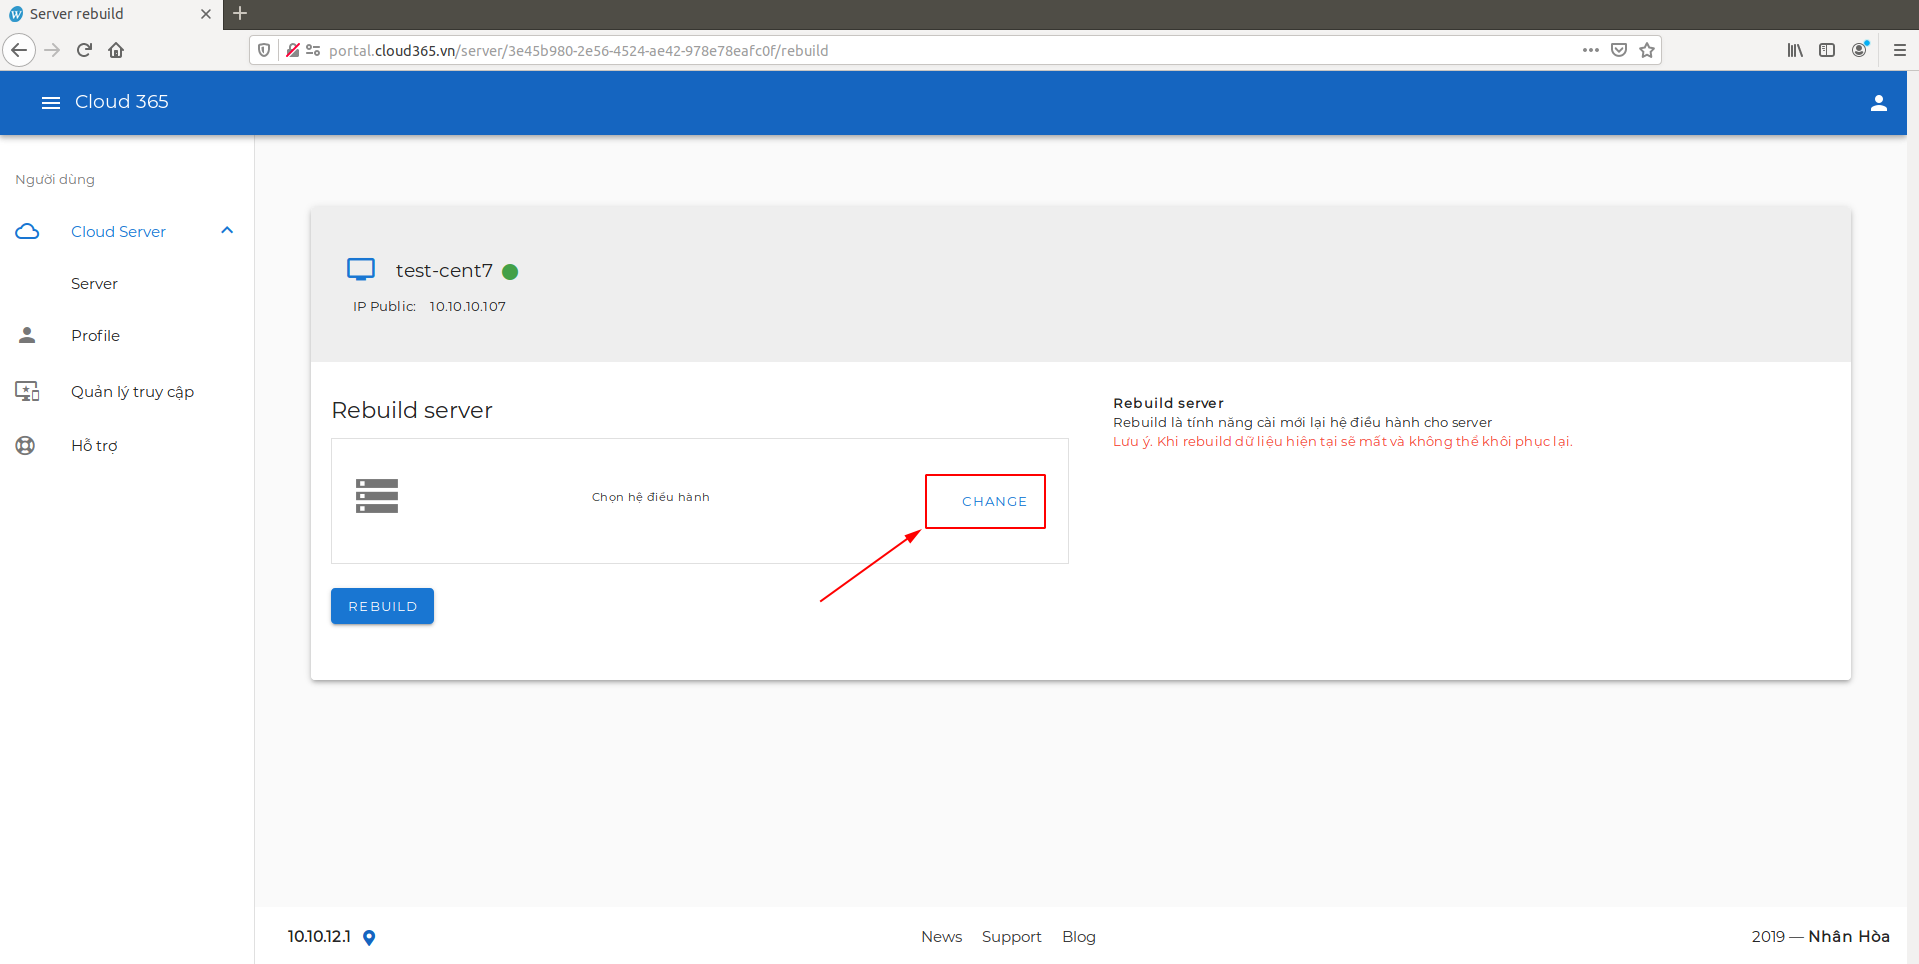 Server rebuild
portal.cloud365.vn/server/3e45b980-2e56-4524-ae42-978e78eafc0f/rebuild
Cloud 365
Người dùng
Cloud Server
Server
Profile
Quản lý truy cập
Hỗ trợ
test-cent7
IP Public: 10.10.10.107
Rebuild server
Chọn hệ điều hành
CHANGE
REBUILD
Rebuild server
Rebuild là tính năng cài mới lại hệ điều hành cho server
Lưu ý. Khi rebuild dữ liệu hiện tại sẽ mất và không thể khôi phục lại.
10.10.12.1
News Support Blog
2019 — Nhân Hòa